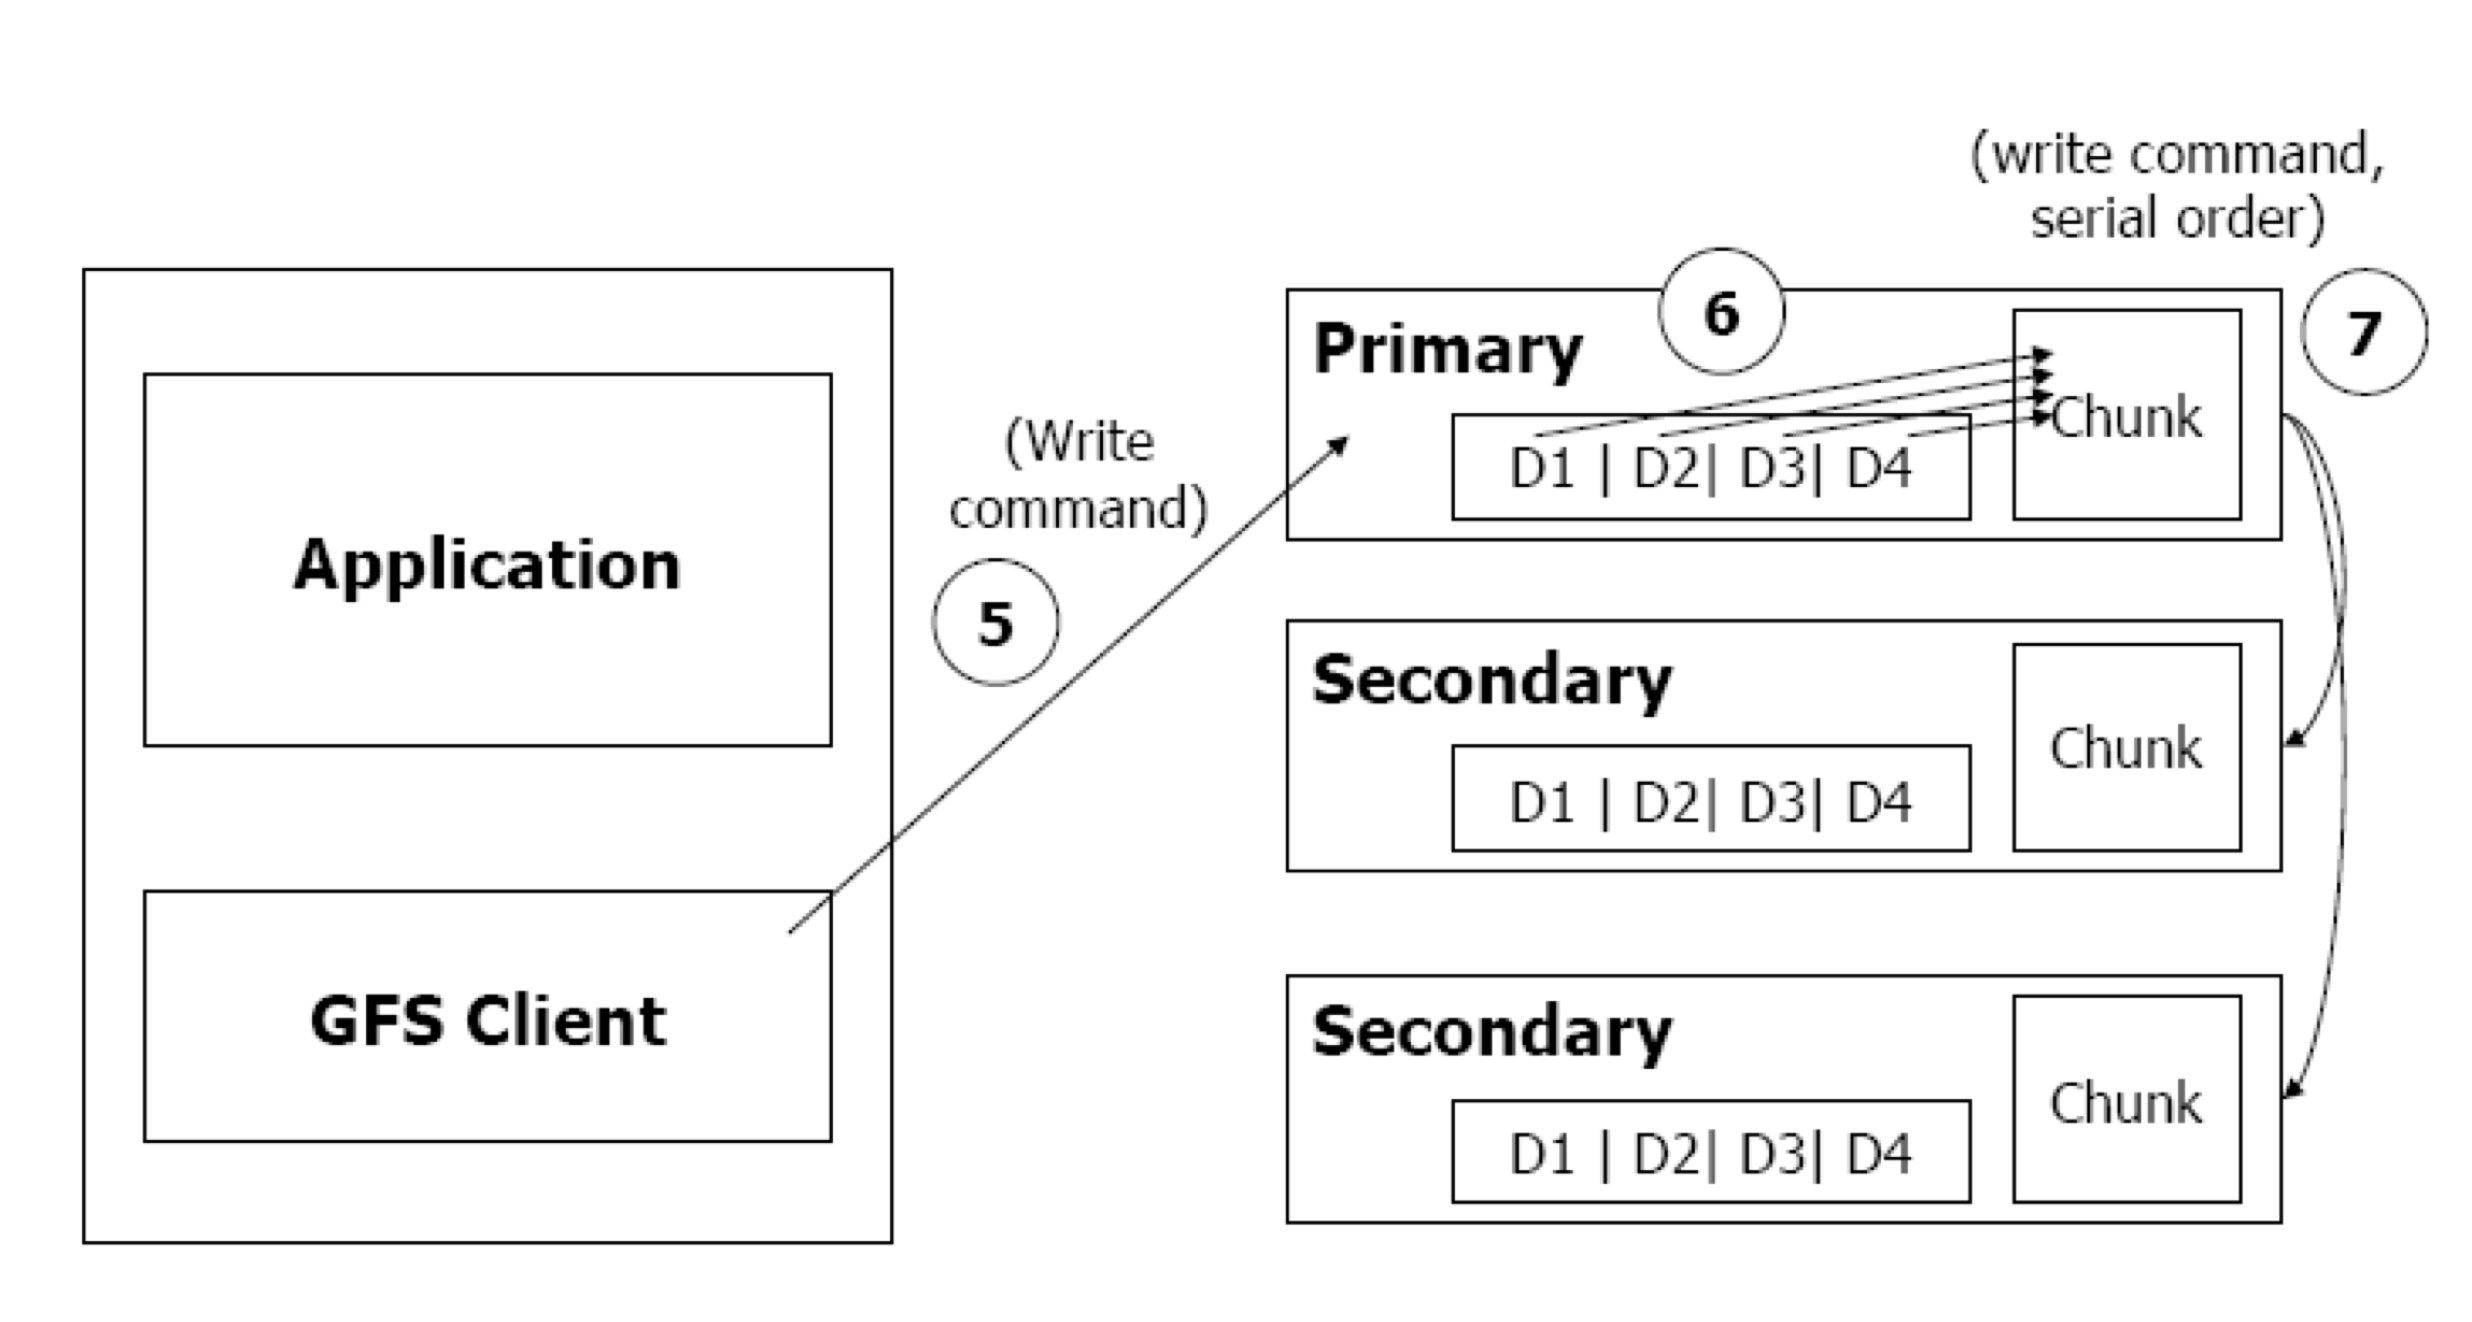 Application
GFS Client
(Write
command)
5
(write command,
serial order)
6
7
Primary
D1 | D2| D3| D4
Chunk
Secondary
D1 | D2| D3| D4
Chunk
Secondary
D1 | D2| D3| D4
Chunk